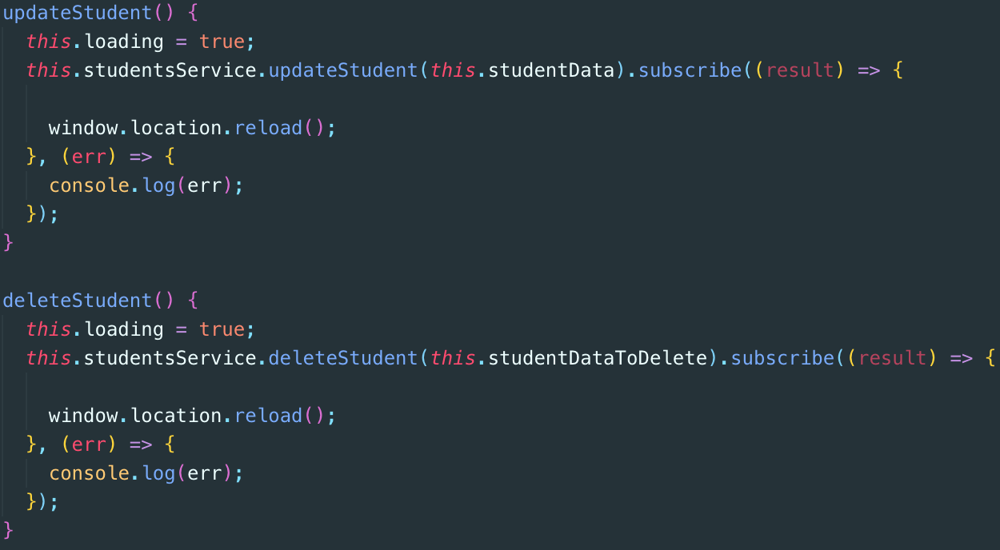 updateStudent() {
  this.loading = true;
  this.studentsService.updateStudent(this.studentData).subscribe((result) => {

    window.location.reload();
  }, (err) => {
    console.log(err);
  });
}

deleteStudent() {
  this.loading = true;
  this.studentsService.deleteStudent(this.studentDataToDelete).subscribe((result) => {

    window.location.reload();
  }, (err) => {
    console.log(err);
  });
}